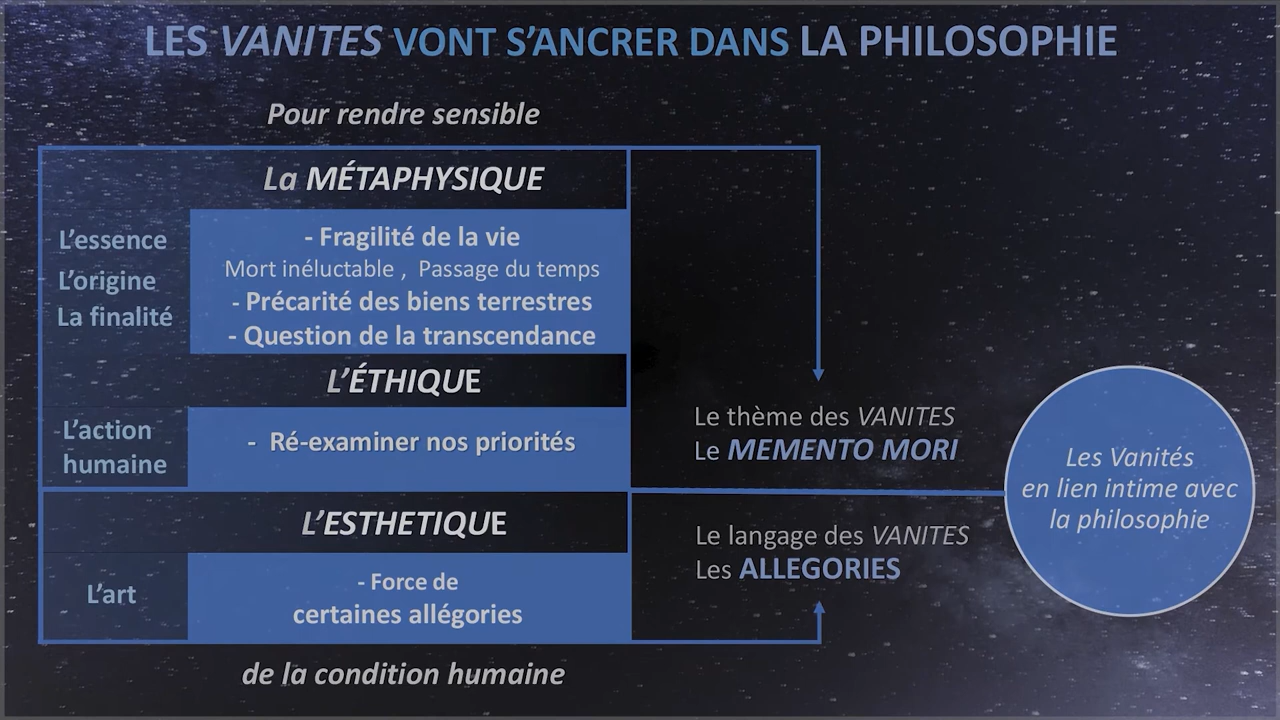 LES VANITES VONT S'ANCRER DANS LA PHILOSOPHIE
Pour rendre sensible
La MÉTAPHYSIQUE
L'essence
L'origine
La finalité
- Fragilité de la vie
Mort inéluctable , Passage du temps
- Précarité des biens terrestres
- Question de la transcendance
L'ÉTHIQUE
L'action
humaine
- Ré-examiner nos priorités
L'ESTHETIQUE
L'art
- Force de
certaines allégories
de la condition humaine
Le thème des VANITES
Le MEMENTO MORI
Le langage des VANITES
Les ALLEGORIES
Les Vanités
en lien intime avec
la philosophie